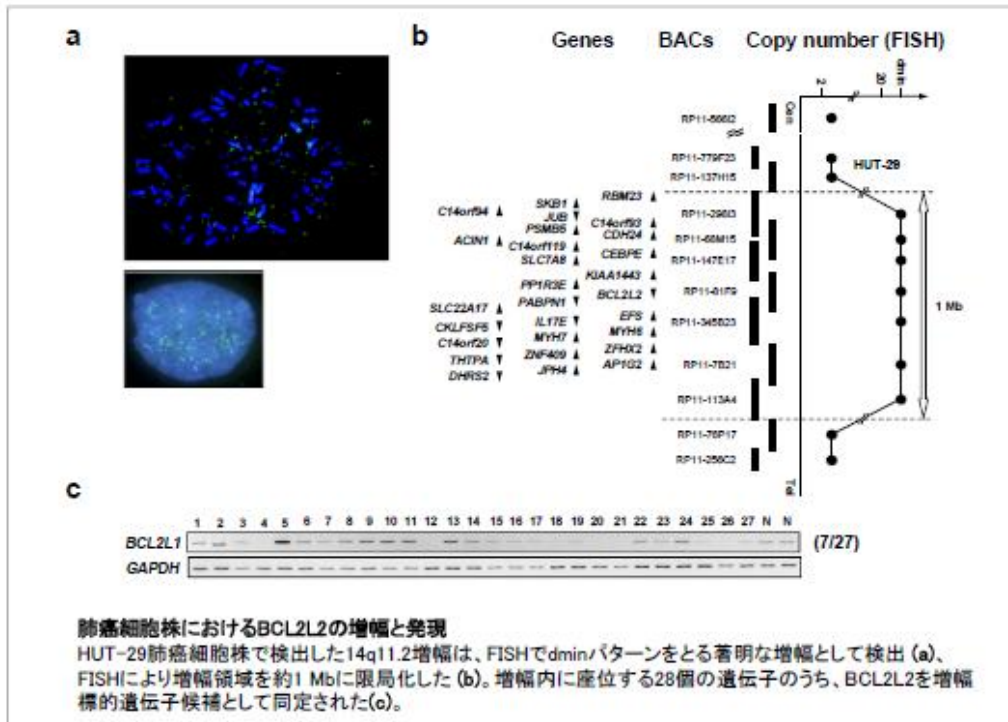 a
b
Genes
BACs
Copy number (FISH)
2
20
dmin
Cen
RP11-566I2
RP11-779F23
HUT-29
RP11-137H15
RBM23
SKB1
C14orf94
JUB
RP11-298I3
PSMB5
C14orf93
CDH24
RP11-66M15
ACIN1
C14orf119
CEBPE
SLC7A8
RP11-147E17
KIAA1443
PP1R3E
BCL2L2
RP11-81F9
PABPN1
SLC22A17
IL17E
EFS
RP11-345B23
CKLFSF5
MYH6
MYH7
C14orf20
ZFHX2
ZNF409
THTPA
AP1G2
RP11-7B21
JPH4
DHRS2
1 Mb
RP11-113A4
RP11-76P17
RP11-256C2
Tel
c
1 2 3 4 5 6 7 8 9 10 11 12 13 14 15 16 17 18 19 20 21 22 23 24 25 26 27 N N
BCL2L1
(7/27)
GAPDH
肺癌細胞株におけるBCL2L2の増幅と発現
HUT-29肺癌細胞株で検出した14q11.2増幅は、FISHでdminパターンをとる著明な増幅として検出 (a)、
FISHにより増幅領域を約1 Mbに限局化した (b)。増幅内に座位する28個の遺伝子のうち、BCL2L2を増幅
標的遺伝子候補として同定された(c)。